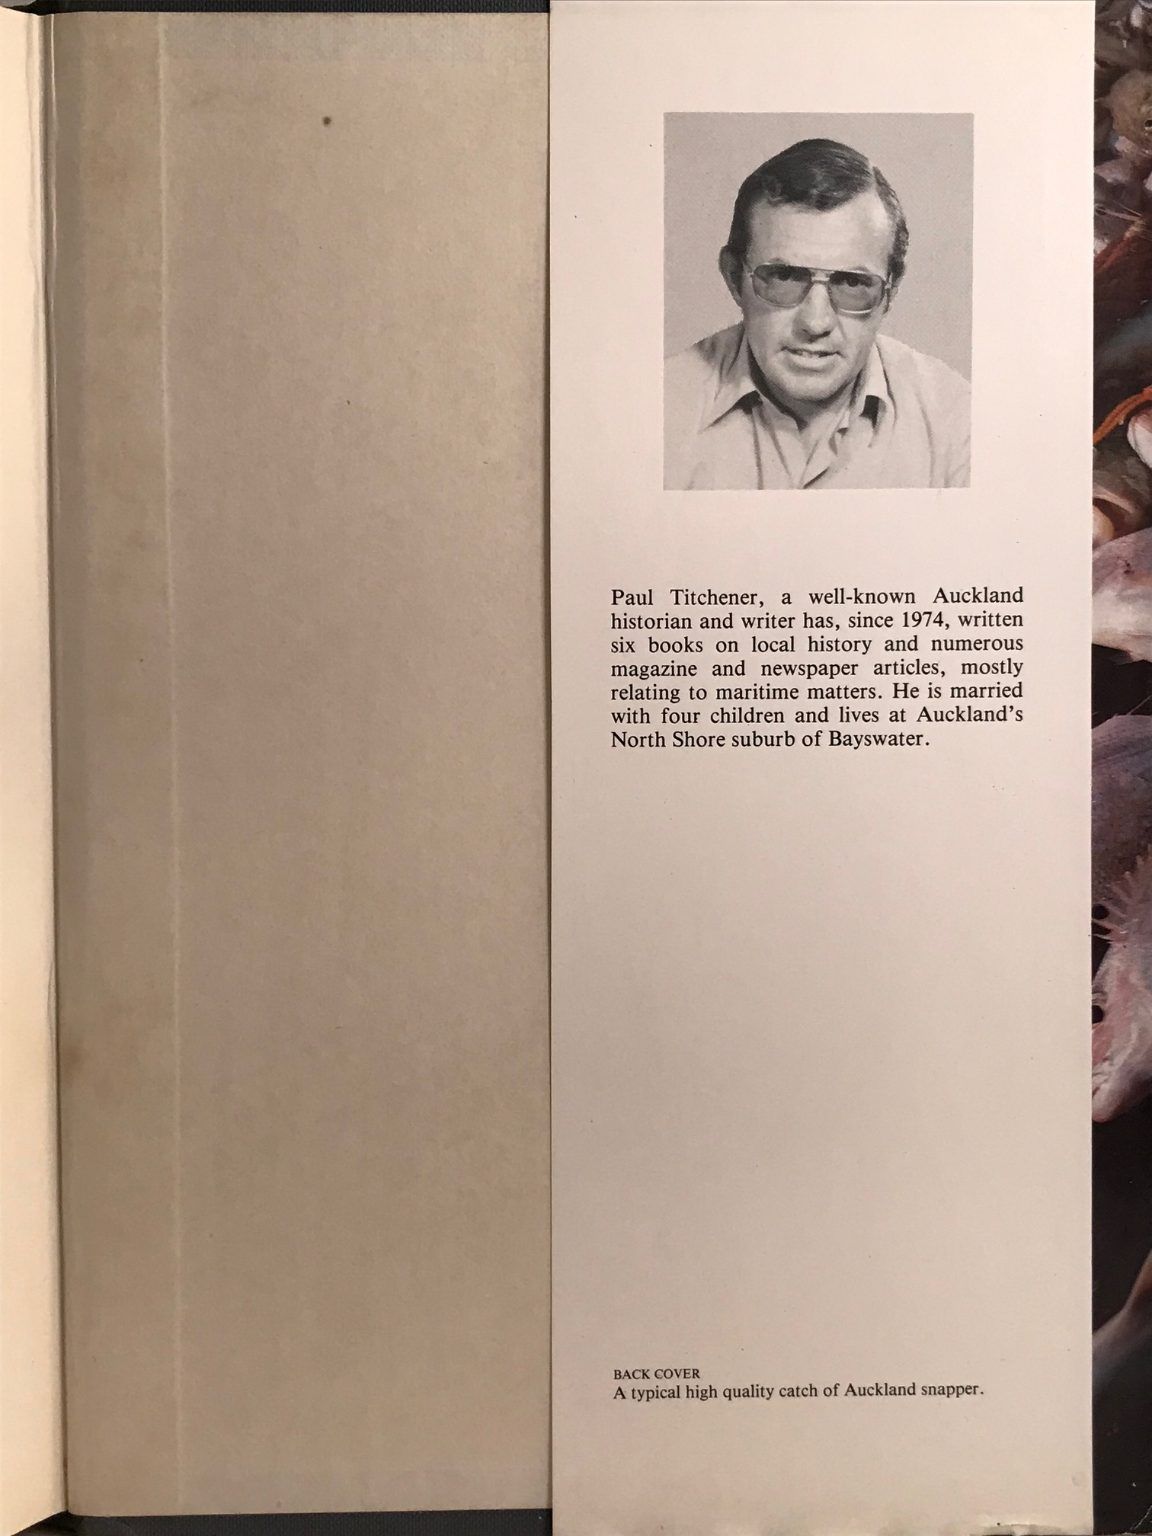 Paul Titchener, a well-known Auckland
historian and writer has, since 1974, written
six books on local history and numerous
magazine and newspaper articles, mostly
relating to maritime matters. He is married
with four children and lives at Auckland's
North Shore suburb of Bayswater.
BACK COVER
A typical high quality catch of Auckland snapper.